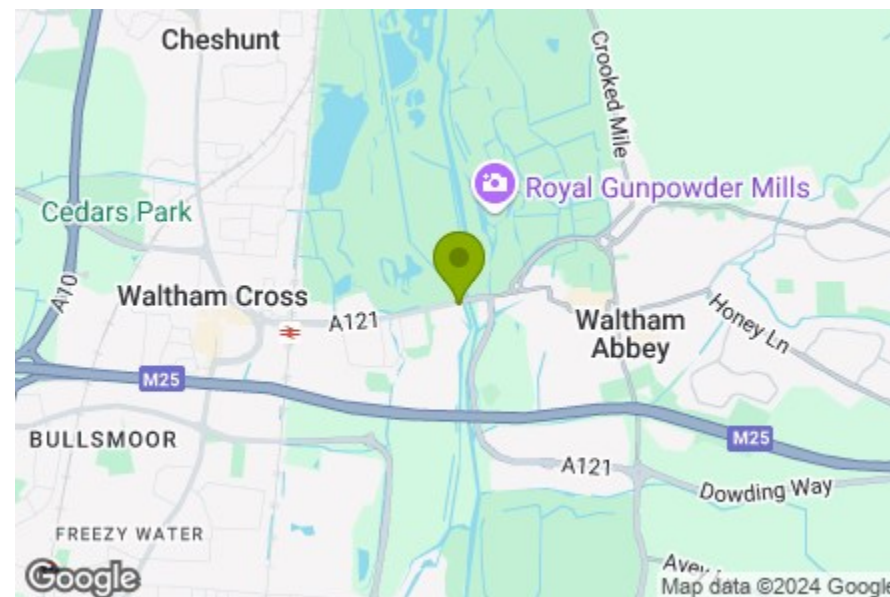 Cheshunt
Crooked Mile
Royal Gunpowder Mills
Cedars Park
A10
Waltham Cross
A121
Waltham
Abbey
Honey Ln
M25
M25
BULLSMOOR
A121
Dowding Way
FREEZY WATER
Google
Map data ©2024 Google